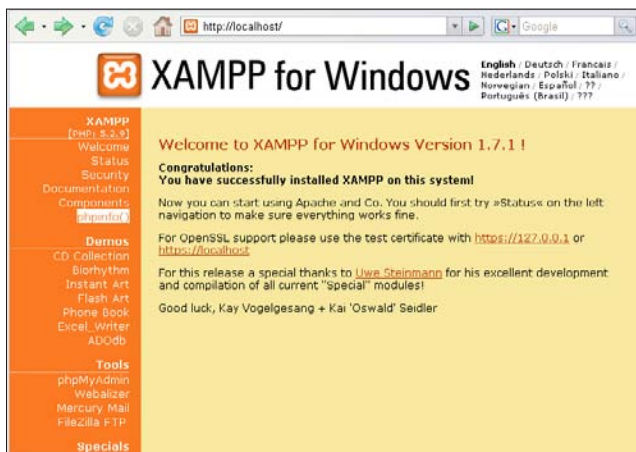 http://localhost/
Google
XAMPP for Windows
English / Deutsch / Francais /
Nederlands / Polski / Italiano /
Norwegian / Español / ?? /
Português (Brasil) / ???
XAMPP
[PHP: 5.2.9]
Welcome
Status
Security
Documentation
Components
phpinfo()
Demos
CD Collection
Biorhythm
Instant Art
Flash Art
Phone Book
Excel_Writer
ADOdb
Tools
phpMyAdmin
Webalizer
Mercury Mail
FileZilla FTP
Specials
Welcome to XAMPP for Windows Version 1.7.1 !
Congratulations:
You have successfully installed XAMPP on this system!
Now you can start using Apache and Co. You should first try »Status« on the left
navigation to make sure everything works fine.
For OpenSSL support please use the test certificate with https://127.0.0.1 or
https://localhost
For this release a special thanks to Uwe Steinmann for his excellent development
and compilation of all current "Special" modules!
Good luck, Kay Vogelgesang + Kai 'Oswald' Seidler